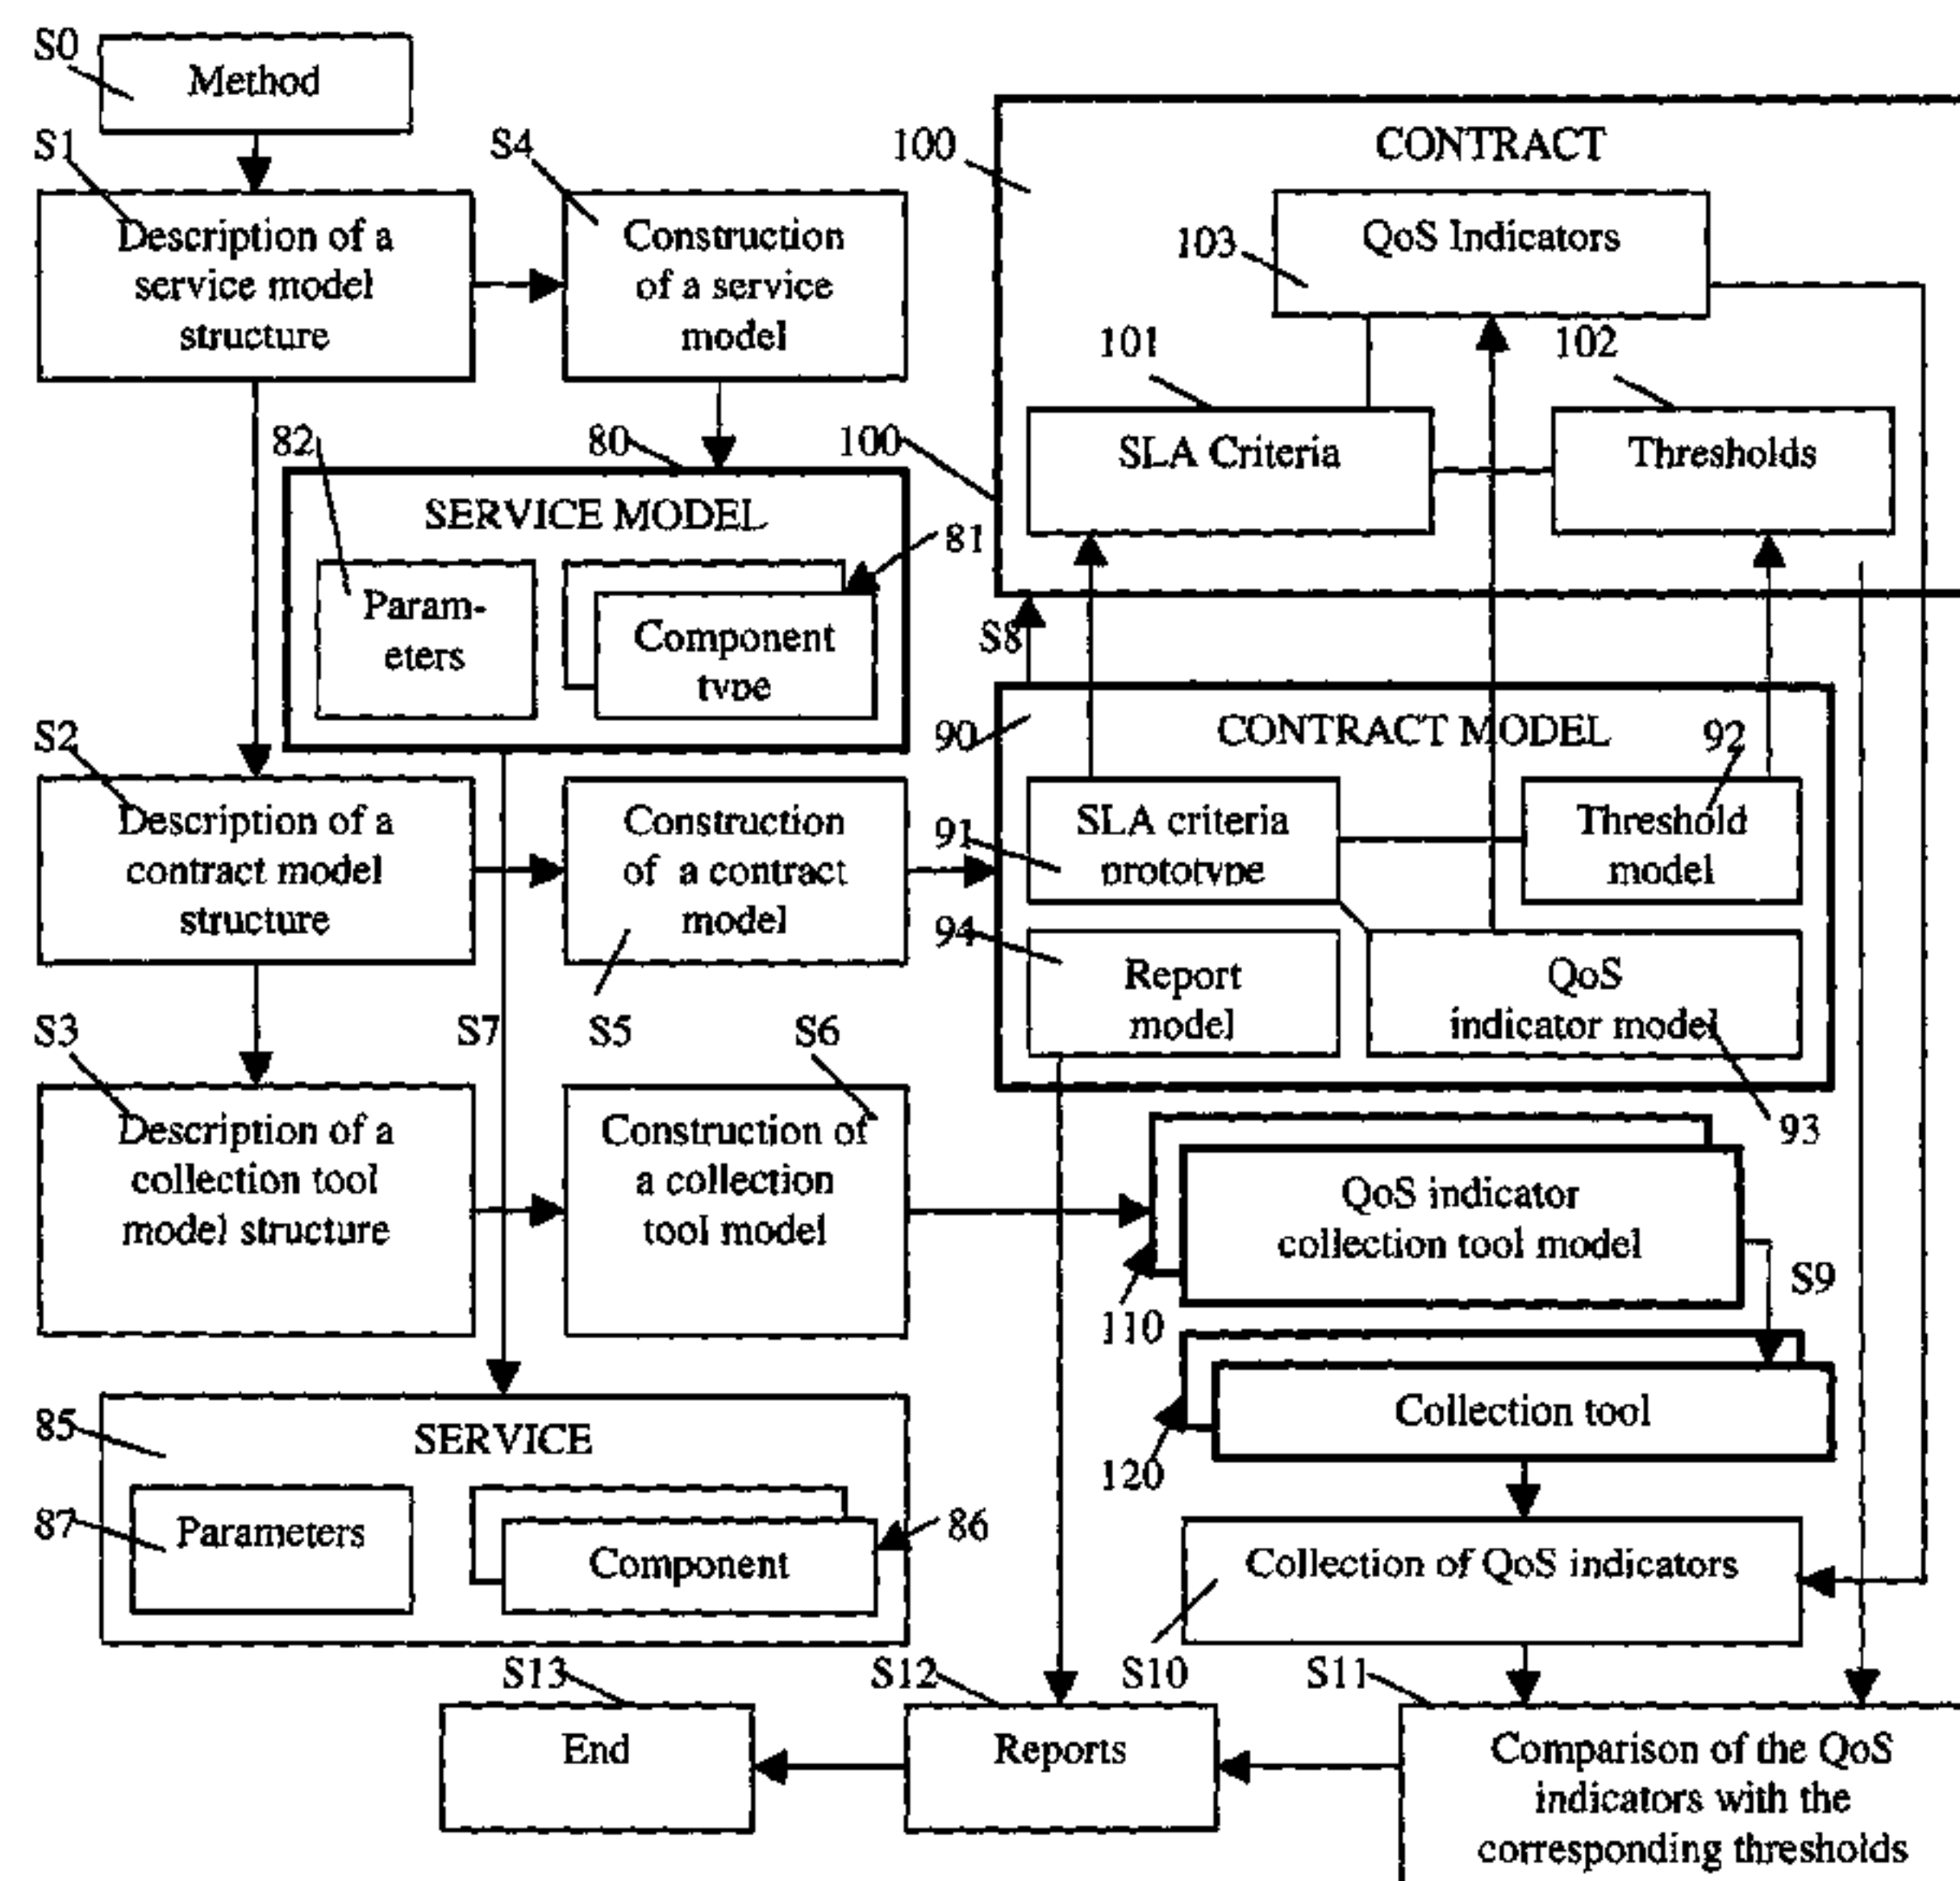 S0
Method
S1
Description of a
service model
structure
S4
Construction
of a service
model
100
CONTRACT
103
QoS Indicators
101
SLA Criteria
102
Thresholds
82
80
100
SERVICE MODEL
81
Param-
eters
Component
type
S8
S2
Description of a
contract model
structure
Construction
of a contract
model
90
CONTRACT MODEL
92
91
SLA criteria
prototype
Threshold
model
94
Report
model
QoS
indicator model
93
S3
S7
S5
S6
Description of a
collection tool
model structure
Construction of
a collection
tool model
QoS indicator
collection tool model
110
S9
Collection tool
120
85
SERVICE
87
Parameters
Component
86
Collection of QoS indicators
S13
S12
S10
S11
End
Reports
Comparison of the QoS
indicators with the
corresponding thresholds